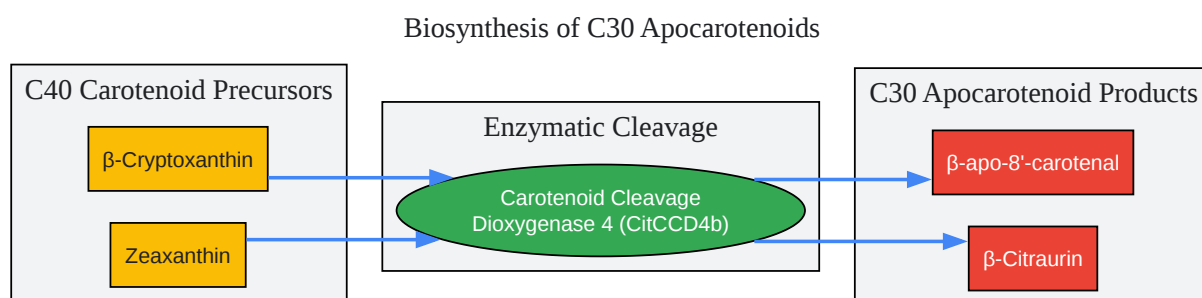 Biosynthesis of C30 Apocarotenoids
C40 Carotenoid Precursors
β-Cryptoxanthin
Zeaxanthin
Enzymatic Cleavage
Carotenoid Cleavage
Dioxygenase 4 (CitCCD4b)
C30 Apocarotenoid Products
β-apo-8'-carotenal
β-Citraurin